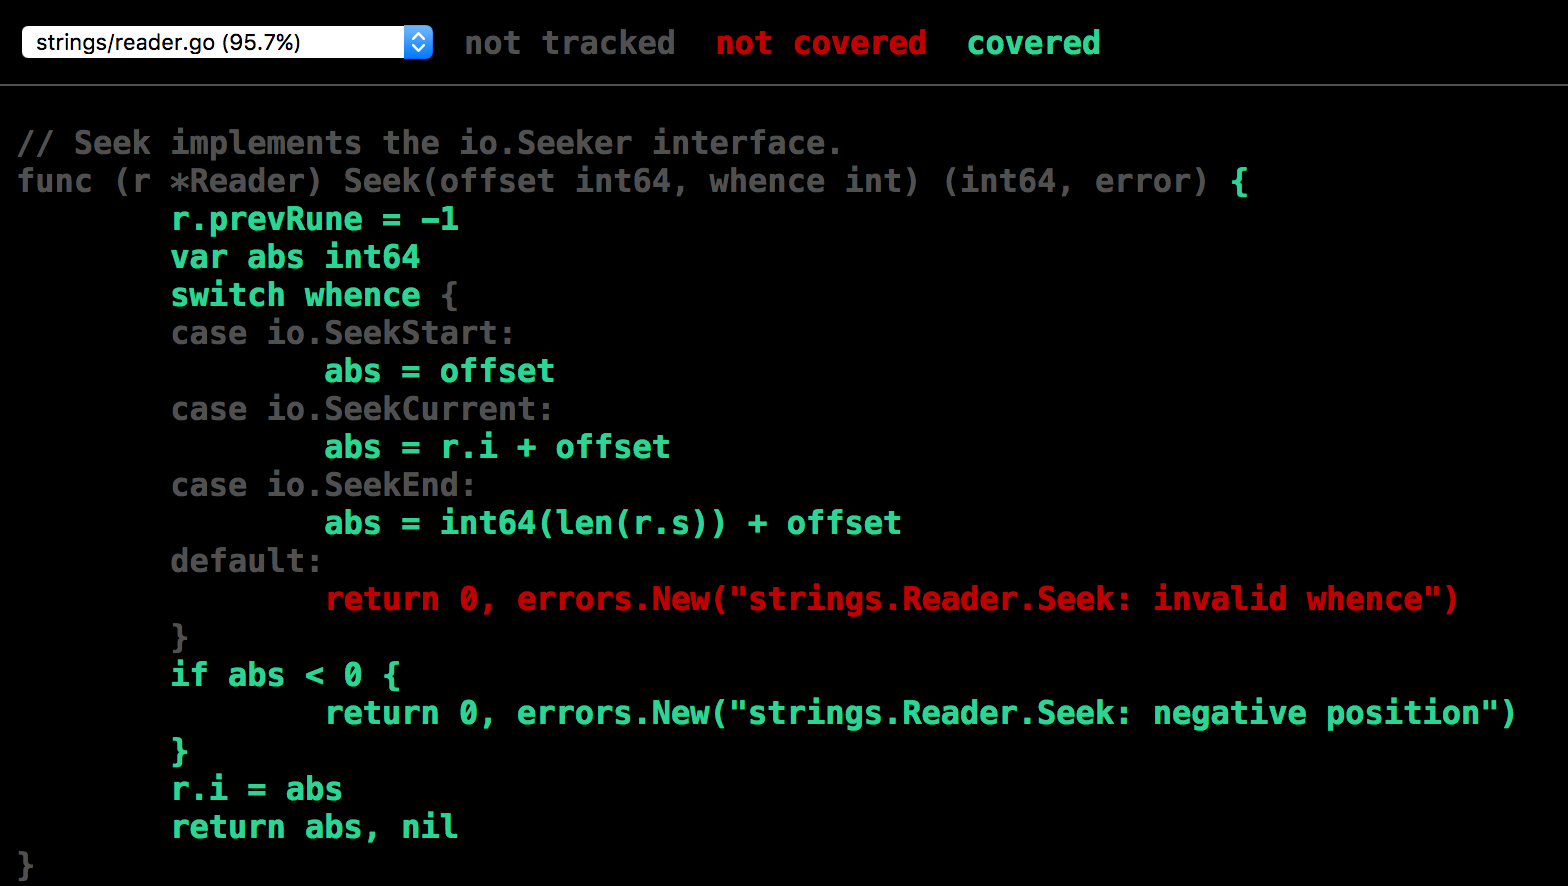 strings/reader.go (95.7%) not tracked not covered covered
// Seek implements the io.Seeker interface.
func (r *Reader) Seek(offset int64, whence int) (int64, error) {
        r.prevRune = -1
        var abs int64
        switch whence {
        case io.SeekStart:
                abs = offset
        case io.SeekCurrent:
                abs = r.i + offset
        case io.SeekEnd:
                abs = int64(len(r.s)) + offset
        default:
                return 0, errors.New("strings.Reader.Seek: invalid whence")
        }
        if abs < 0 {
                return 0, errors.New("strings.Reader.Seek: negative position")
        }
        r.i = abs
        return abs, nil
}